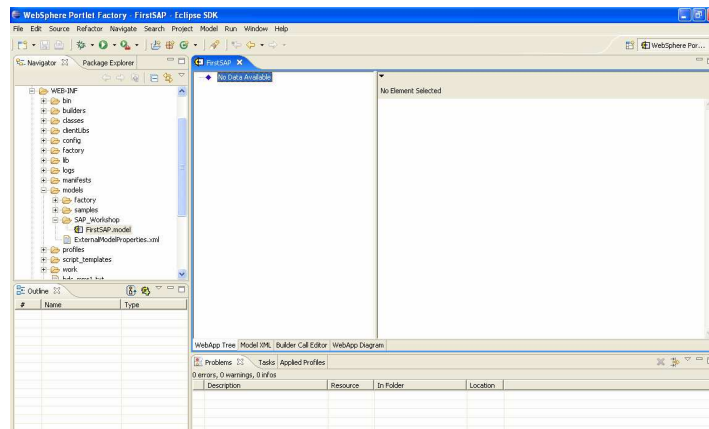 WebSphere Portlet Factory - FirstSAP - Eclipse SDK
File Edit Source Refactor Navigate Search Project Model Run Window Help
WebSphere Por...
Navigator Package Explorer
FirstSAP
No Data Available
No Element Selected
WEB-INF
bin
builders
classes
clientLibs
config
factory
lib
logs
manifests
models
factory
samples
SAP_Workshop
FirstSAP.model
ExternalModelProperties.xml
profiles
script_templates
work
Outline
# Name Type
WebApp Tree Model XML Builder Call Editor WebApp Diagram
Problems Tasks Applied Profiles
0 errors, 0 warnings, 0 infos
Description Resource In Folder Location